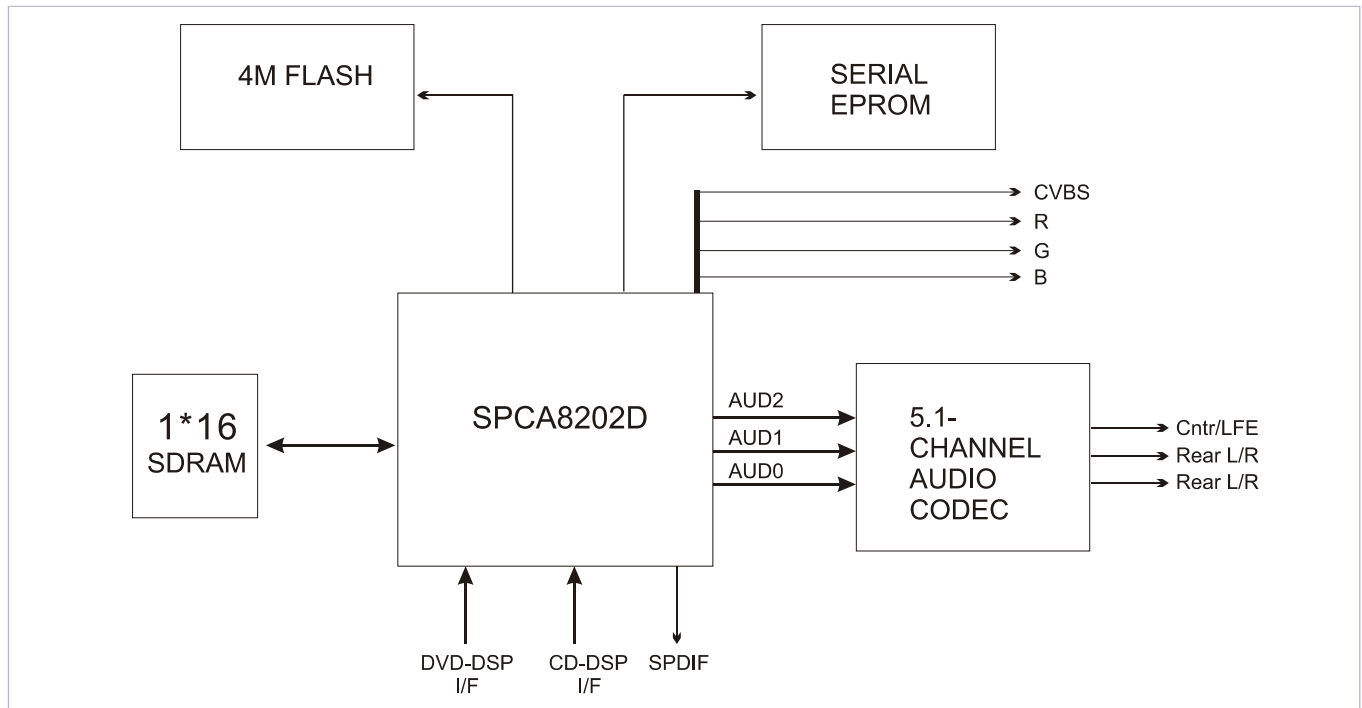 4M FLASH
SERIAL
EPROM
CVBS
R
G
B
SPCA8202D
1*16
SDRAM
AUD2
AUD1
AUD0
5.1-
CHANNEL
AUDIO
CODEC
Cntr/LFE
Rear L/R
Rear L/R
DVD-DSP
I/F
CD-DSP
I/F
SPDIF